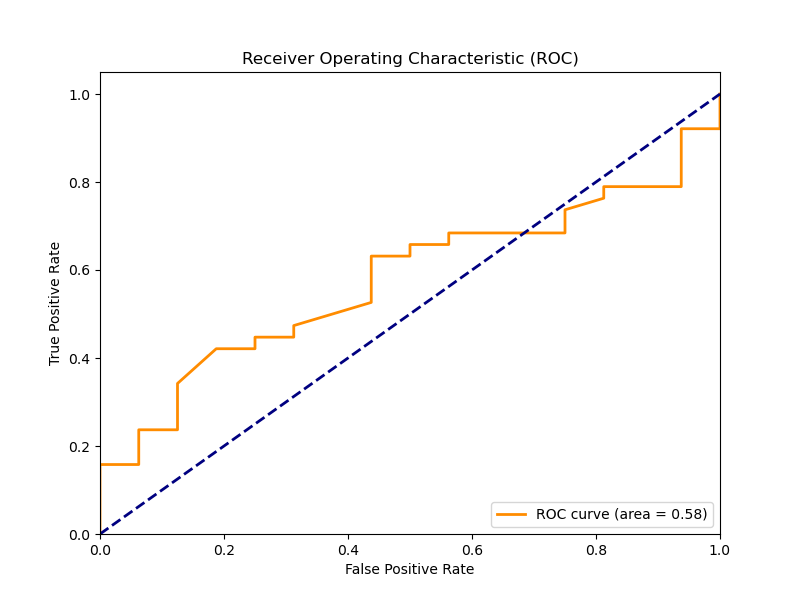 Receiver Operating Characteristic (ROC)
True Positive Rate
1.0
0.8
0.6
0.4
0.2
0.0
ROC curve (area = 0.58)
0.0 0.2 0.4 0.6 0.8 1.0
False Positive Rate